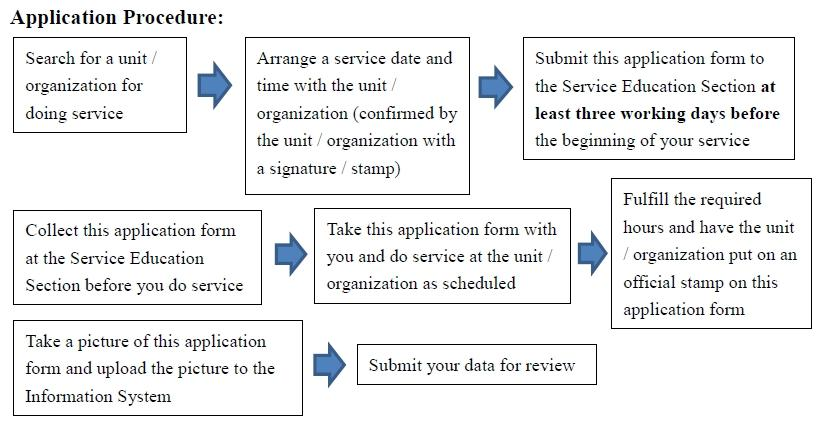 Application Procedure:
Search for a unit /
organization for
doing service
Arrange a service date and
time with the unit /
organization (confirmed by
the unit / organization with
a signature / stamp)
Submit this application form to
the Service Education Section at
least three working days before
the beginning of your service
Collect this application form
at the Service Education
Section before you do service
Take this application form with
you and do service at the unit /
organization as scheduled
Fulfill the required
hours and have the unit
/ organization put on an
official stamp on this
application form
Take a picture of this application
form and upload the picture to the
Information System
Submit your data for review